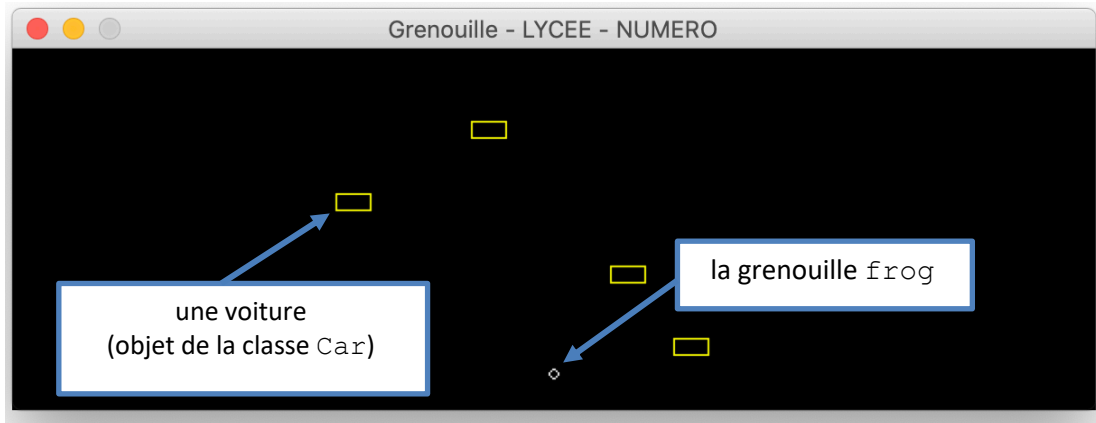 Grenouille - LYCEE - NUMERO
la grenouille frog
une voiture
(objet de la classe Car)